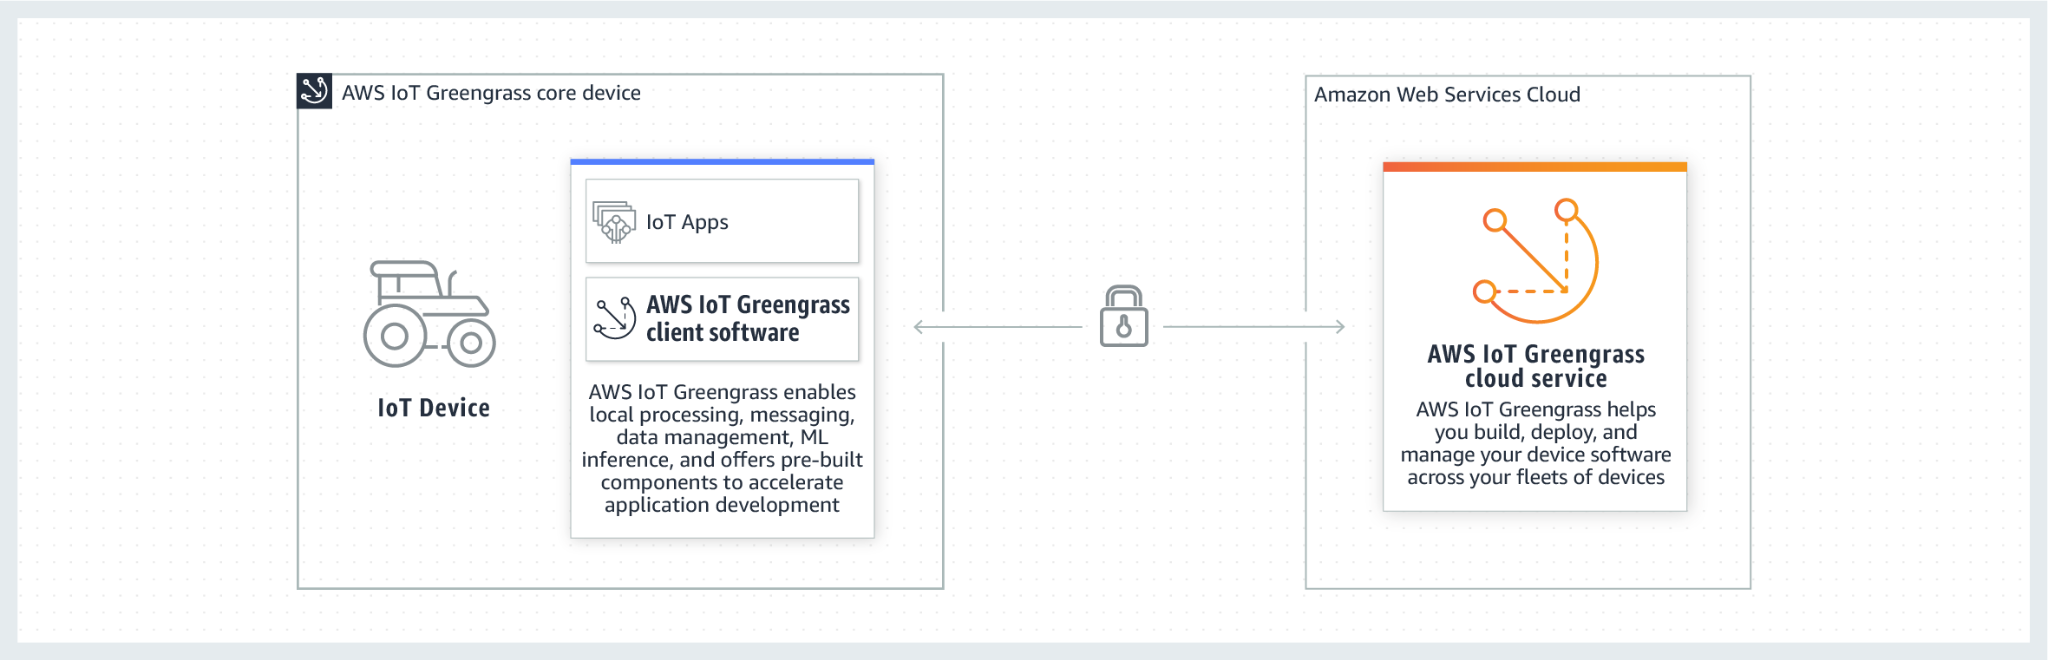 AWS IoT Greengrass core device
IoT Device
IoT Apps
AWS IoT Greengrass
client software
AWS IoT Greengrass enables
local processing, messaging,
data management, ML
inference, and offers pre-built
components to accelerate
application development
Amazon Web Services Cloud
AWS IoT Greengrass
cloud service
AWS IoT Greengrass helps
you build, deploy, and
manage your device software
across your fleets of devices